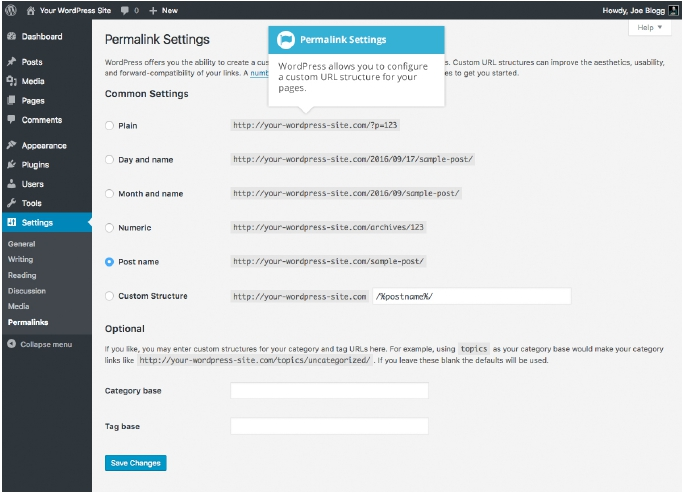 Your WordPress Site 0 + New Howdy, Joe Blogg
Help
Dashboard
Posts
Media
Pages
Comments
Appearance
Plugins
Users
Tools
Settings
General
Writing
Reading
Discussion
Media
Permalinks
Collapse menu
Permalink Settings
WordPress offers you the ability to create a cu
. Custom URL structures can improve the aesthetics, usability,
and forward-compatibility of your links. A num
es to get you started.
Permalink Settings
WordPress allows you to configure
a custom URL structure for your
pages.
Common Settings
Plain http://your-wordpress-site.com/?p=123
Day and name http://your-wordpress-site.com/2016/09/17/sample-post/
Month and name http://your-wordpress-site.com/2016/09/sample-post/
Numeric http://your-wordpress-site.com/archives/123
Post name http://your-wordpress-site.com/sample-post/
Custom Structure http://your-wordpress-site.com /%postname%/
Optional
If you like, you may enter custom structures for your category and tag URLs here. For example, using topics as your category base would make your category
links like http://your-wordpress-site.com/topics/uncategorized/ . If you leave these blank the defaults will be used.
Category base
Tag base
Save Changes